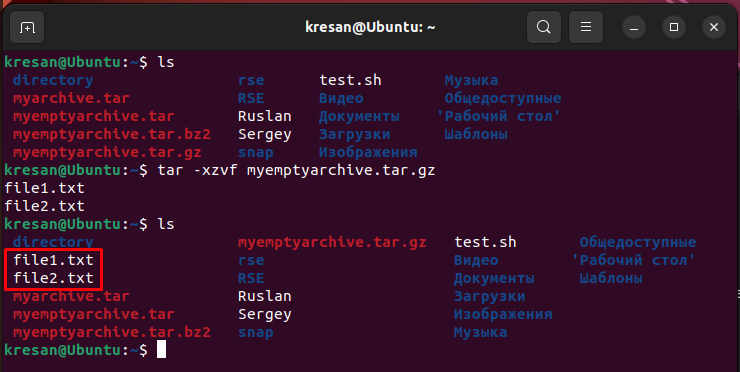 kresan@Ubuntu: ~
kresan@Ubuntu:~$ ls
directory rse test.sh Музыка
myarchive.tar RSE Видео Общедоступные
myemptyarchive.tar Ruslan Документы 'Рабочий стол'
myemptyarchive.tar.bz2 Sergey Загрузки Шаблоны
myemptyarchive.tar.gz snap Изображения
kresan@Ubuntu:~$ tar -xzvf myemptyarchive.tar.gz
file1.txt
file2.txt
kresan@Ubuntu:~$ ls
directory myemptyarchive.tar.gz test.sh Общедоступные
file1.txt rse Видео 'Рабочий стол'
file2.txt RSE Документы Шаблоны
myarchive.tar Ruslan Загрузки
myemptyarchive.tar Sergey Изображения
myemptyarchive.tar.bz2 snap Музыка
kresan@Ubuntu:~$